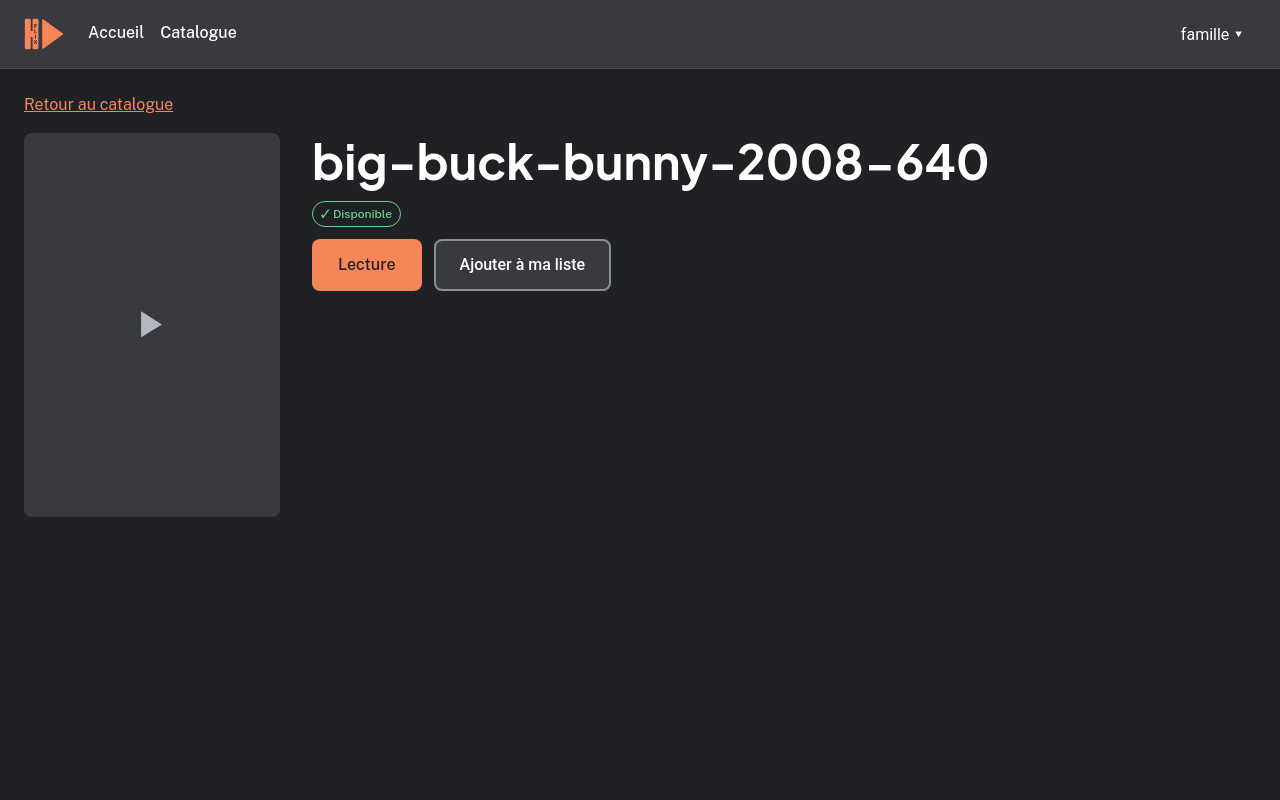 Accueil Catalogue famille ▾
Retour au catalogue
big-buck-bunny-2008-640
✓ Disponible
Lecture Ajouter à ma liste